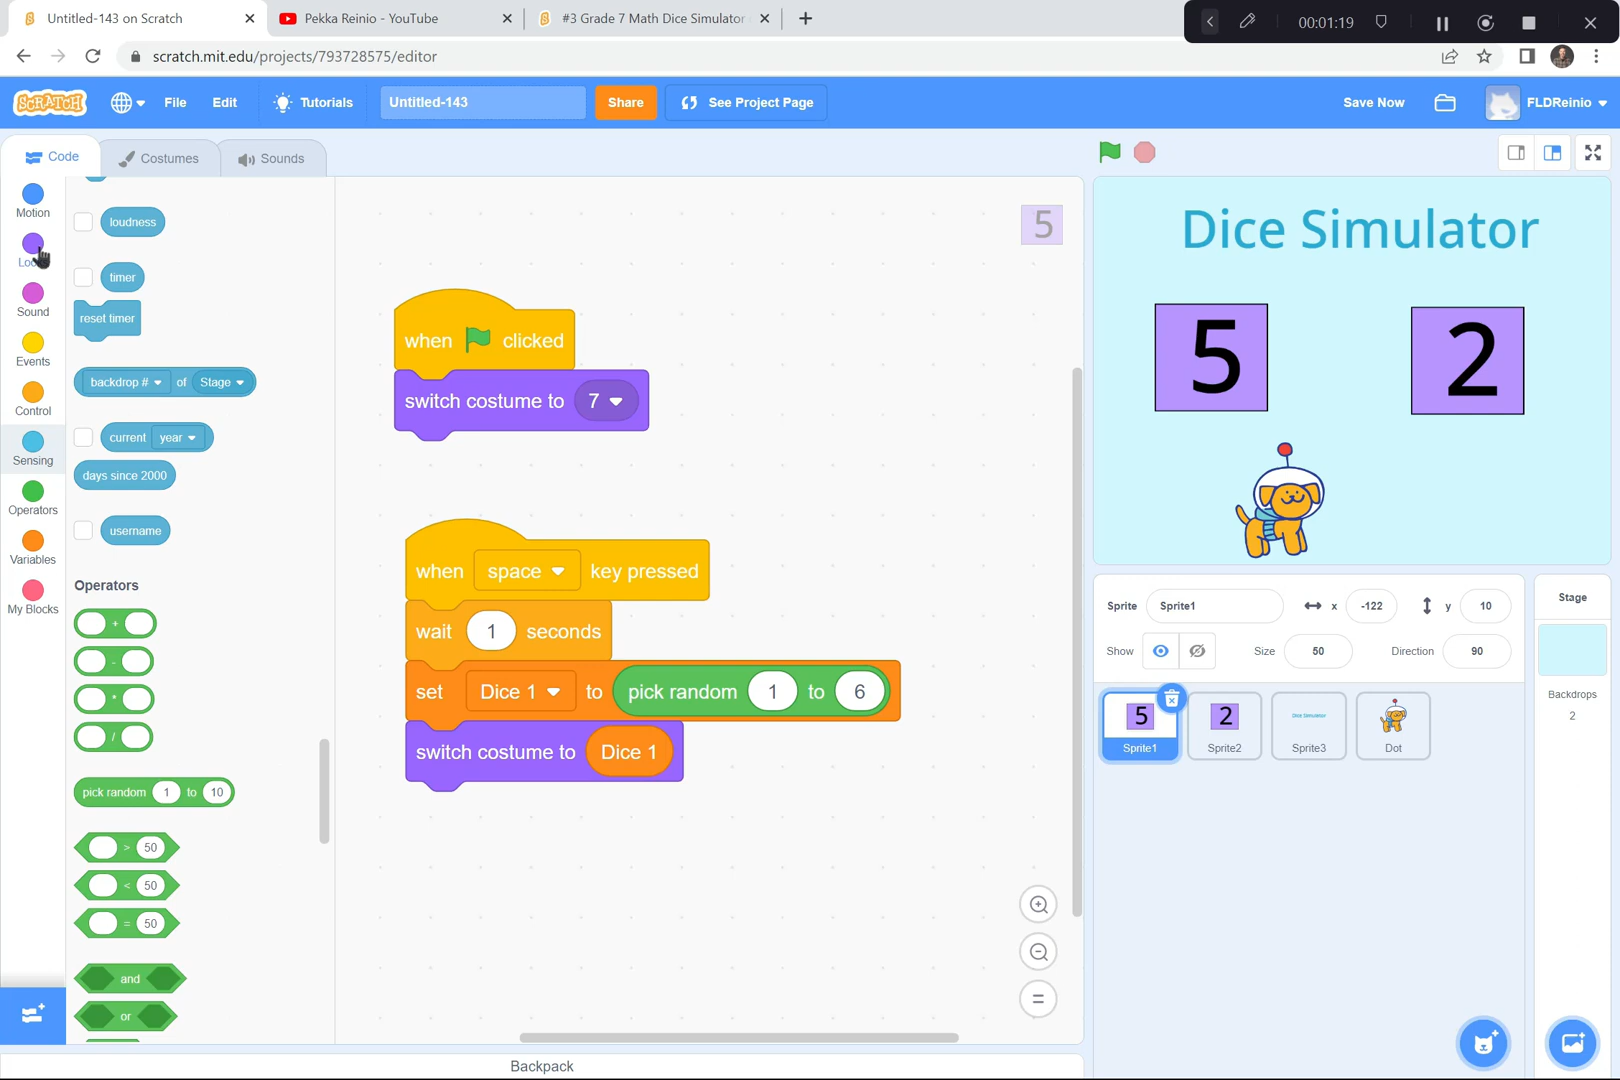 Untitled-143 on Scratch
Pekka Reinio - YouTube
#3 Grade 7 Math Dice Simulator
00:01:19
scratch.mit.edu/projects/793728575/editor
SCRATCH
File
Edit
Tutorials
Untitled-143
Share
See Project Page
Save Now
FLDReinio
Code
Costumes
Sounds
Motion
Sound
Events
Control
Sensing
Operators
Variables
My Blocks
loudness
timer
reset timer
backdrop # of Stage
current year
days since 2000
username
Operators
+
-
*
/
pick random 1 to 10
> 50
< 50
= 50
and
or
5
when clicked
switch costume to 7
when space key pressed
wait 1 seconds
set Dice 1 to pick random 1 to 6
switch costume to Dice 1
Backpack
Dice Simulator
5 2
Sprite Sprite1 x -122 y 10
Show Size 50 Direction 90
5
Sprite1
2
Sprite2
Dice Simulator
Sprite3
Dot
Stage
Backdrops
2